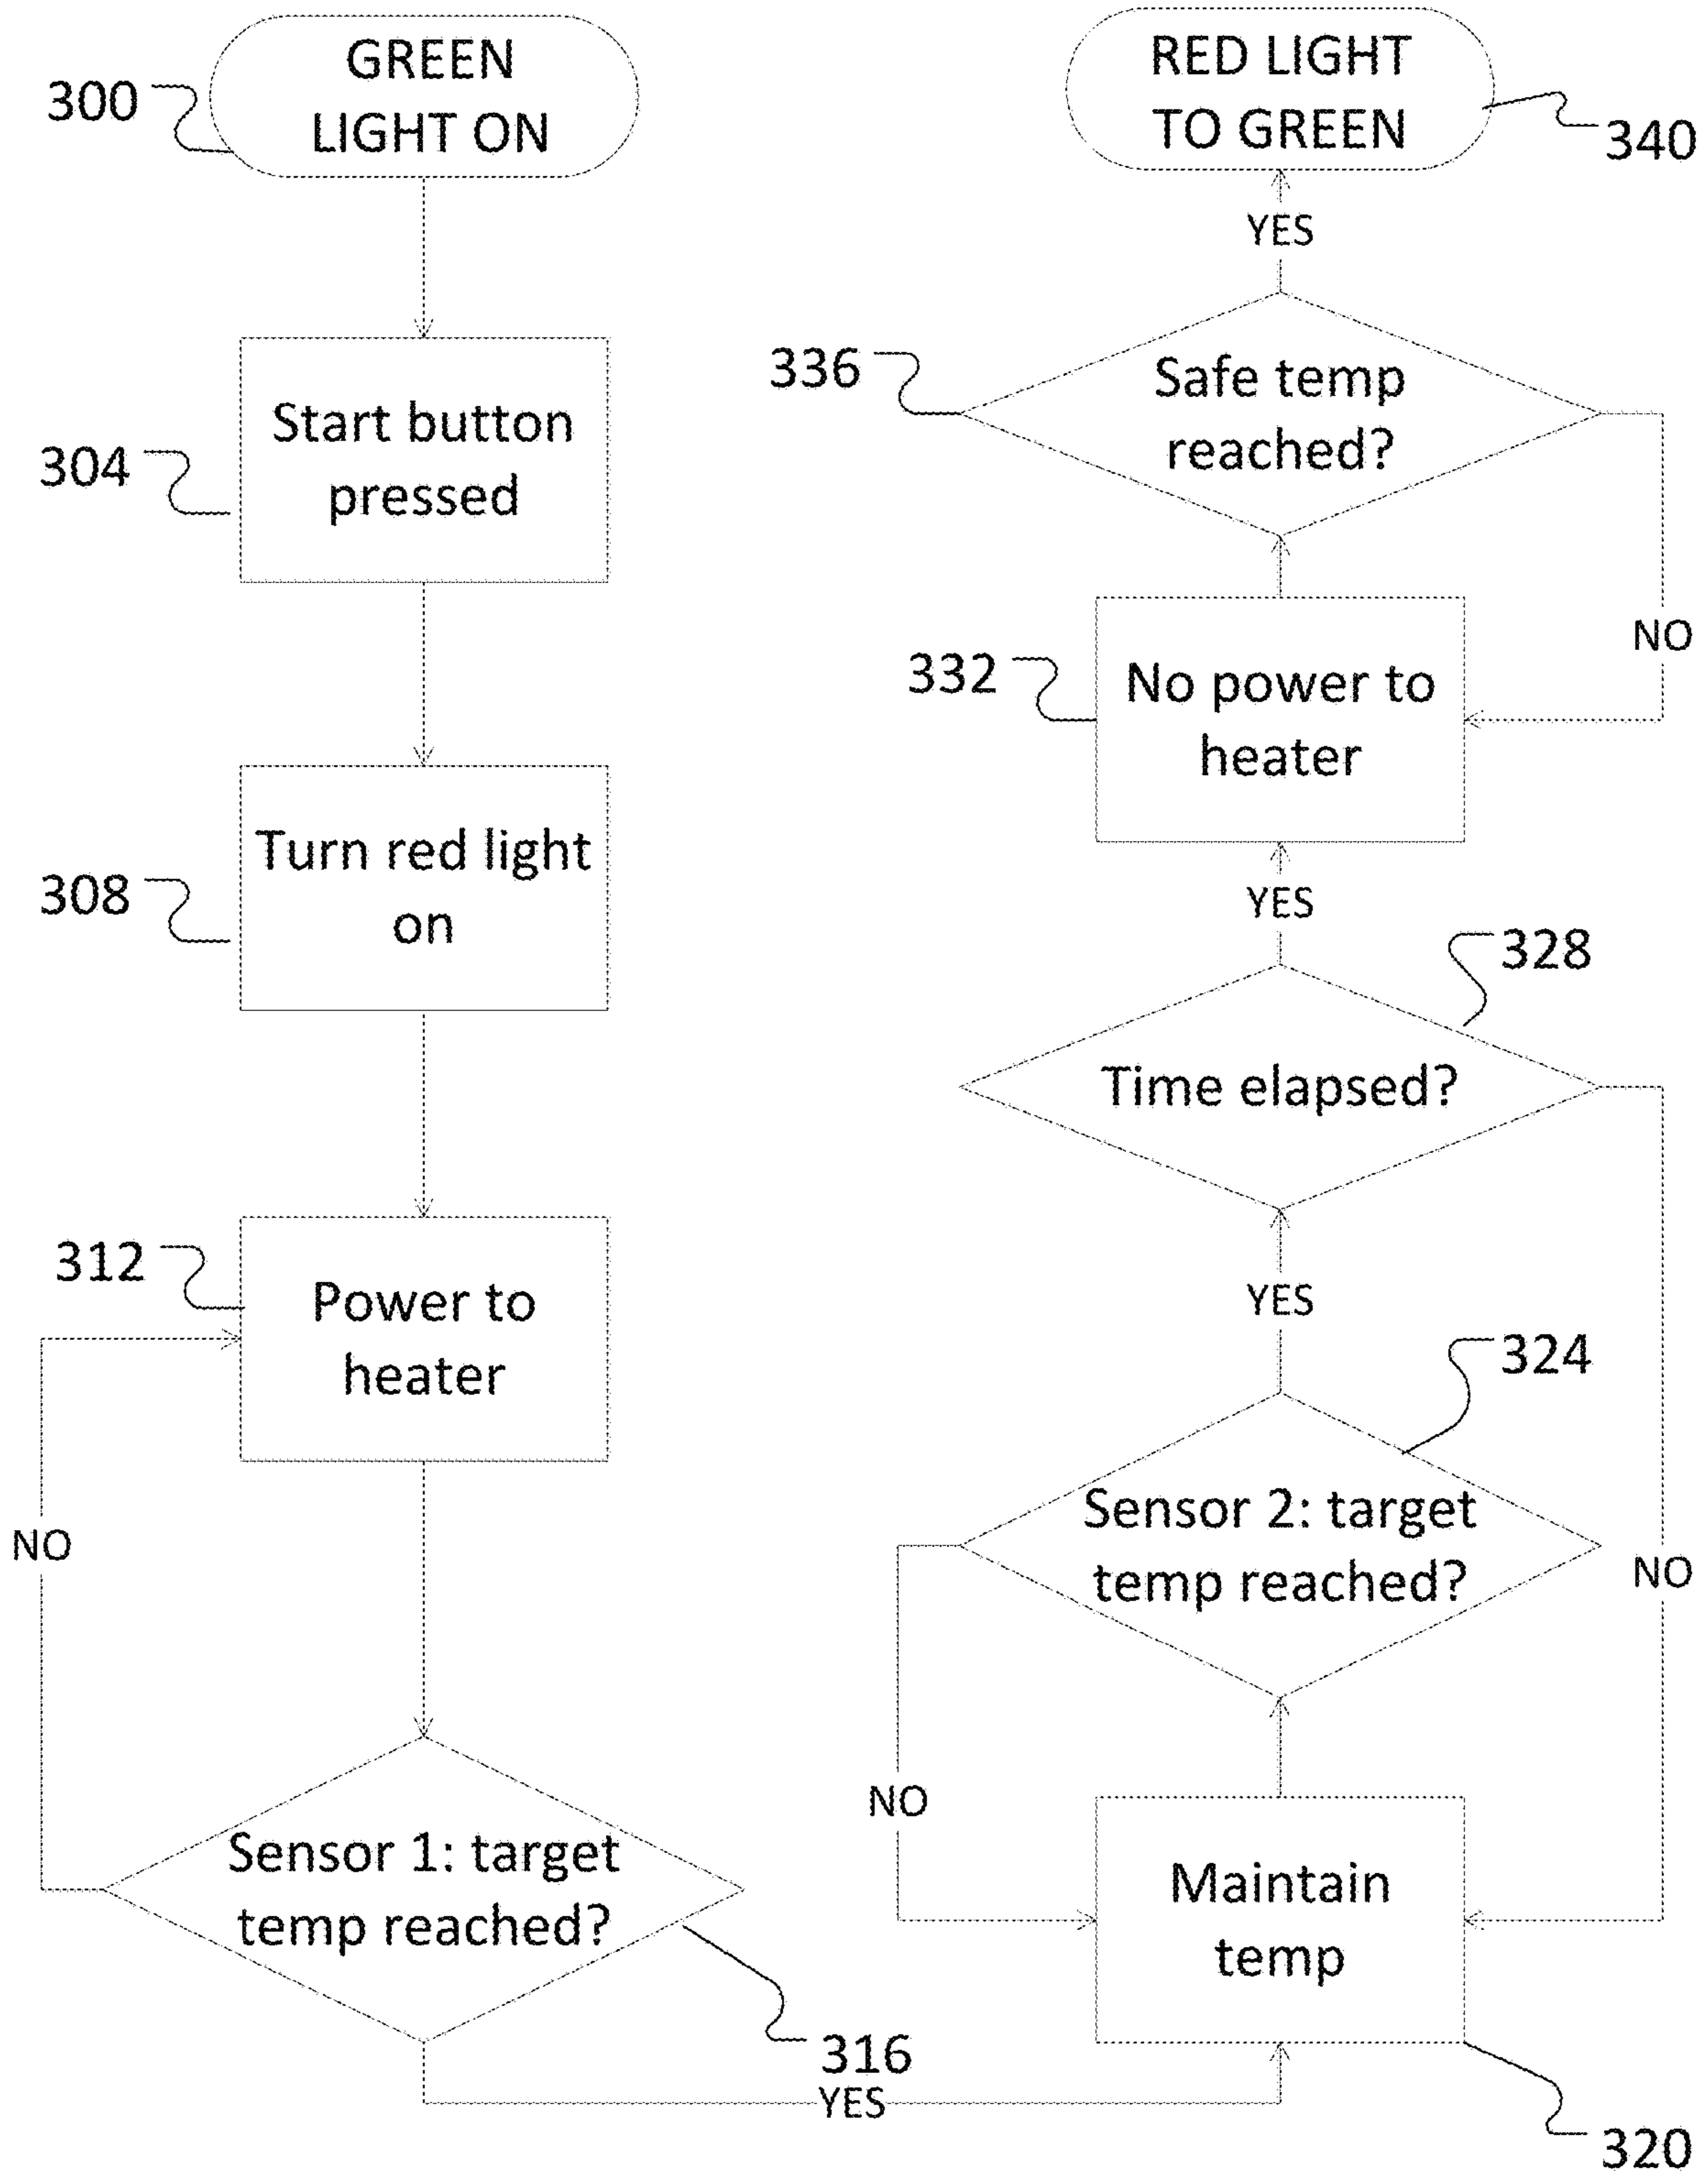 300
GREEN
LIGHT ON
304
Start button
pressed
308
Turn red light
on
312
Power to
heater
NO
Sensor 1: target
temp reached?
316
YES
320
Maintain
temp
NO
Sensor 2: target
temp reached?
324
YES
NO
Time elapsed?
328
YES
332
No power to
heater
NO
336
Safe temp
reached?
YES
RED LIGHT
TO GREEN
340